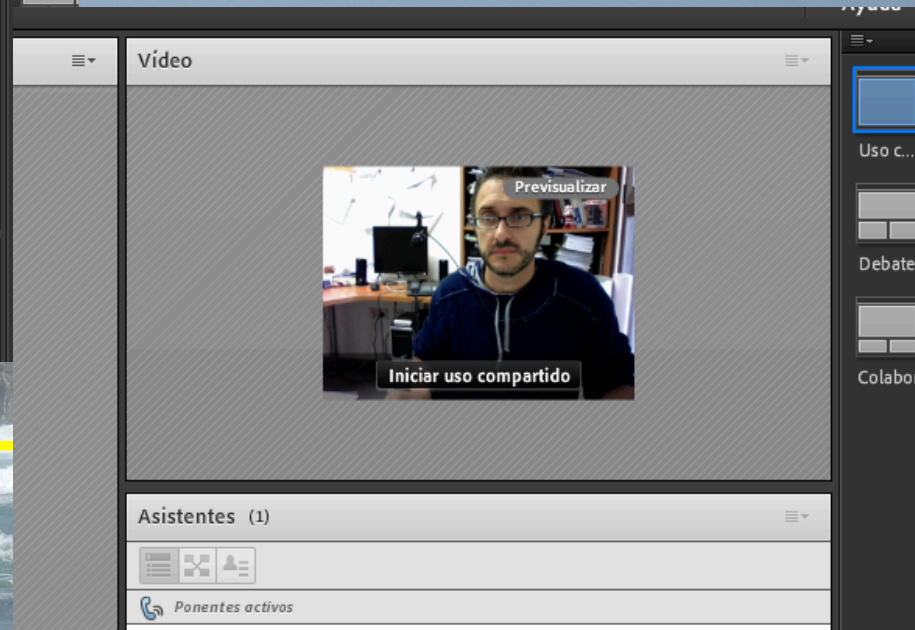 Ayuda
Vídeo
Previsualizar
Iniciar uso compartido
Uso c...
Debate
Colabor
Asistentes (1)
Ponentes activos